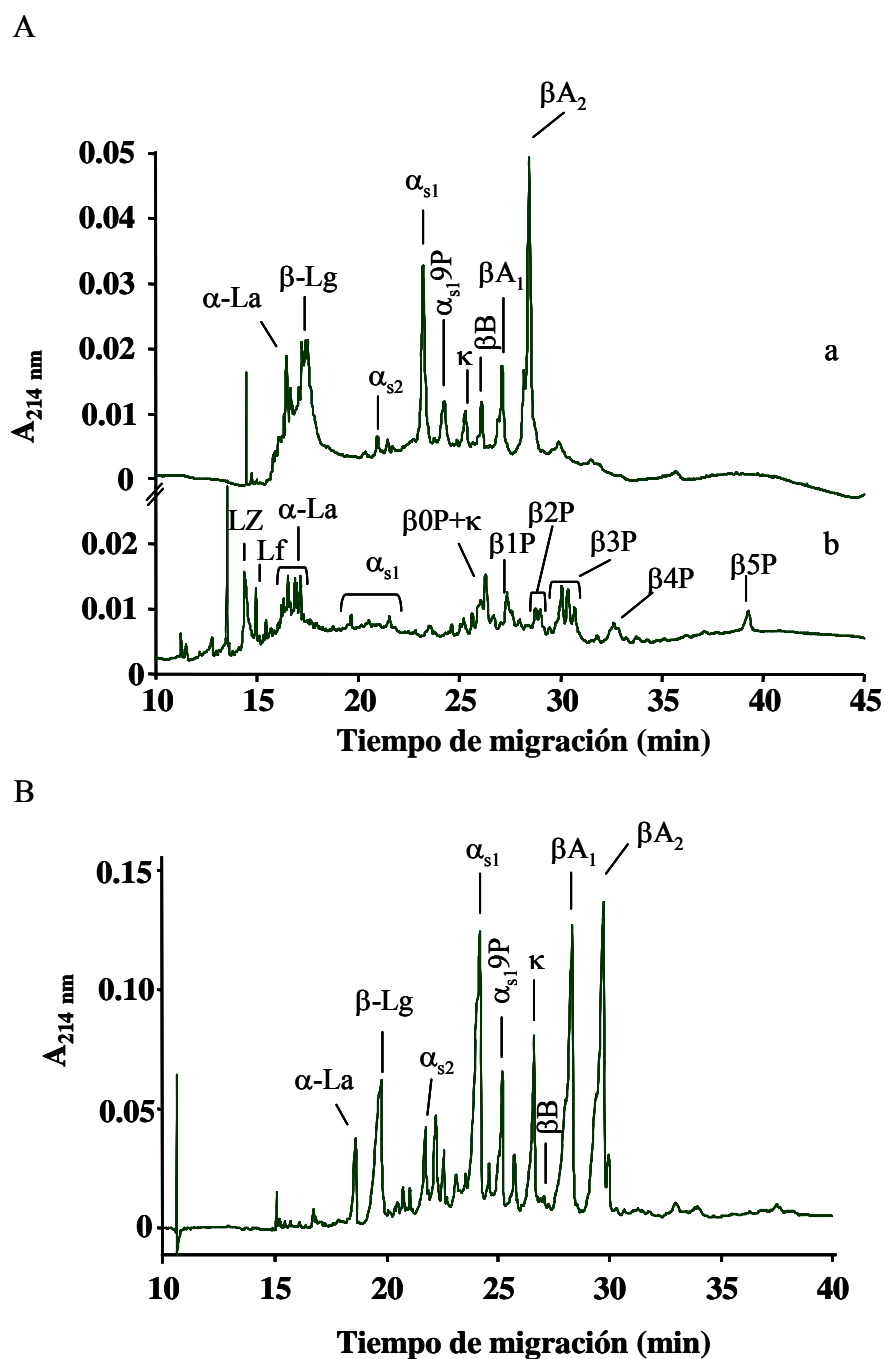 A
βA2
0.05
αs1
0.04
αs19P
βA1
β-Lg
α-La
0.03
βB
κ
a
0.02
αs2
A214 nm
0.01
0
LZ
α-La
β0P+κ
β2P
b
Lf
αs1
β1P
β3P
0.02
β4P
β5P
0.01
0
10 15 20 25 30 35 40 45
Tiempo de migración (min)
B
αs1
βA1
βA2
0.15
αs19P
κ
0.10
β-Lg
A214 nm
αs2
α-La
βB
0.05
0
10 15 20 25 30 35 40
Tiempo de migración (min)